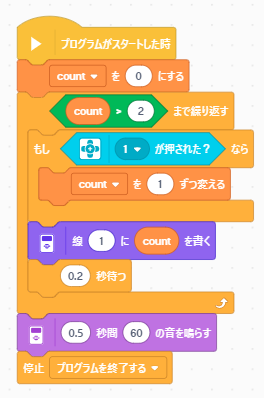 プログラムがスタートした時
count ▼ を 0 にする
count > 2 まで繰り返す
もし 1 ▼ が押された？ なら
count ▼ を 1 ずつ変える
線 1 に count を書く
0.2 秒待つ
0.5 秒間 60 の音を鳴らす
停止 プログラムを終了する ▼